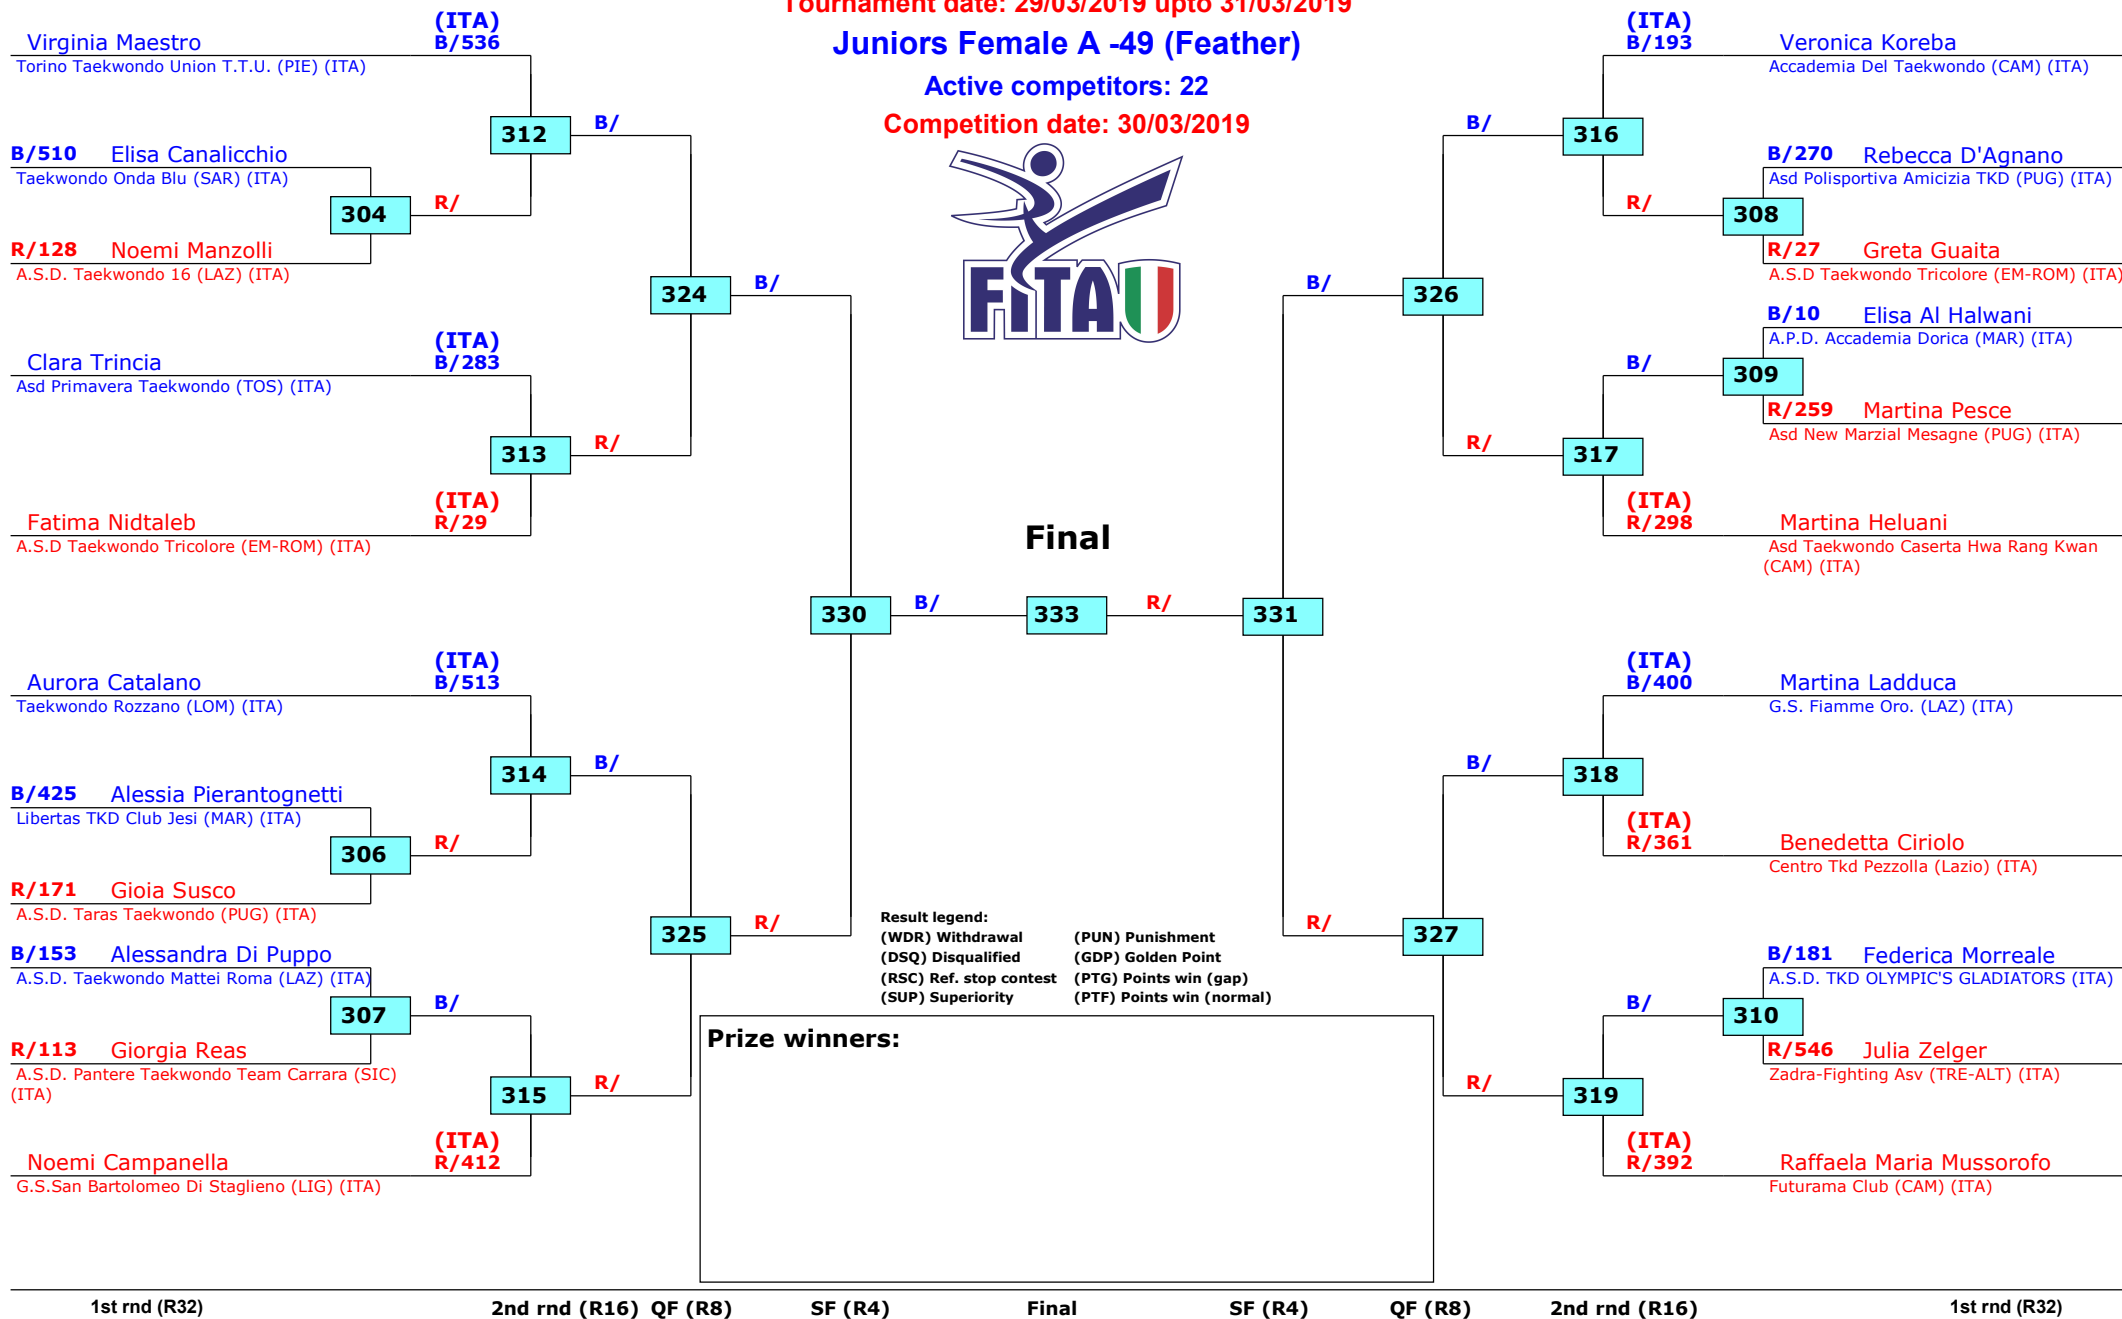 Tournament date: 29/03/2019 upto 31/03/2019
Juniors Female A -49 (Feather)
Active competitors: 22
Competition date: 30/03/2019
FITA
(ITA)
Virginia Maestro B/536
Torino Taekwondo Union T.T.U. (PIE) (ITA)
312 B/
B/510 Elisa Canalicchio
Taekwondo Onda Blu (SAR) (ITA)
304 R/
R/128 Noemi Manzolli
A.S.D. Taekwondo 16 (LAZ) (ITA)
324 B/
(ITA)
Clara Trincia B/283
Asd Primavera Taekwondo (TOS) (ITA)
313 R/
(ITA)
Fatima Nidtaleb R/29
A.S.D Taekwondo Tricolore (EM-ROM) (ITA)
(ITA)
Aurora Catalano B/513
Taekwondo Rozzano (LOM) (ITA)
314 B/
B/425 Alessia Pierantognetti
Libertas TKD Club Jesi (MAR) (ITA)
306 R/
R/171 Gioia Susco
A.S.D. Taras Taekwondo (PUG) (ITA)
325 R/
B/153 Alessandra Di Puppo
A.S.D. Taekwondo Mattei Roma (LAZ) (ITA)
307 B/
R/113 Giorgia Reas
A.S.D. Pantere Taekwondo Team Carrara (SIC)
(ITA)
315 R/
(ITA)
Noemi Campanella R/412
G.S.San Bartolomeo Di Staglieno (LIG) (ITA)
Final
330 B/ 333 R/ 331
(ITA)
B/193 Veronica Koreba
Accademia Del Taekwondo (CAM) (ITA)
B/ 316
B/270 Rebecca D'Agnano
Asd Polisportiva Amicizia TKD (PUG) (ITA)
R/ 308
R/27 Greta Guaita
A.S.D Taekwondo Tricolore (EM-ROM) (ITA)
B/ 326
B/10 Elisa Al Halwani
A.P.D. Accademia Dorica (MAR) (ITA)
B/ 309
R/259 Martina Pesce
Asd New Marzial Mesagne (PUG) (ITA)
R/ 317
(ITA)
R/298 Martina Heluani
Asd Taekwondo Caserta Hwa Rang Kwan
(CAM) (ITA)
(ITA)
B/400 Martina Ladduca
G.S. Fiamme Oro. (LAZ) (ITA)
B/ 318
(ITA)
R/361 Benedetta Ciriolo
Centro Tkd Pezzolla (Lazio) (ITA)
R/ 327
B/181 Federica Morreale
A.S.D. TKD OLYMPIC'S GLADIATORS (ITA)
B/ 310
R/546 Julia Zelger
Zadra-Fighting Asv (TRE-ALT) (ITA)
R/ 319
(ITA)
R/392 Raffaela Maria Mussorofo
Futurama Club (CAM) (ITA)
Result legend:
(WDR) Withdrawal (PUN) Punishment
(DSQ) Disqualified (GDP) Golden Point
(RSC) Ref. stop contest (PTG) Points win (gap)
(SUP) Superiority (PTF) Points win (normal)
Prize winners:
1st rnd (R32) 2nd rnd (R16) QF (R8) SF (R4) Final SF (R4) QF (R8) 2nd rnd (R16) 1st rnd (R32)